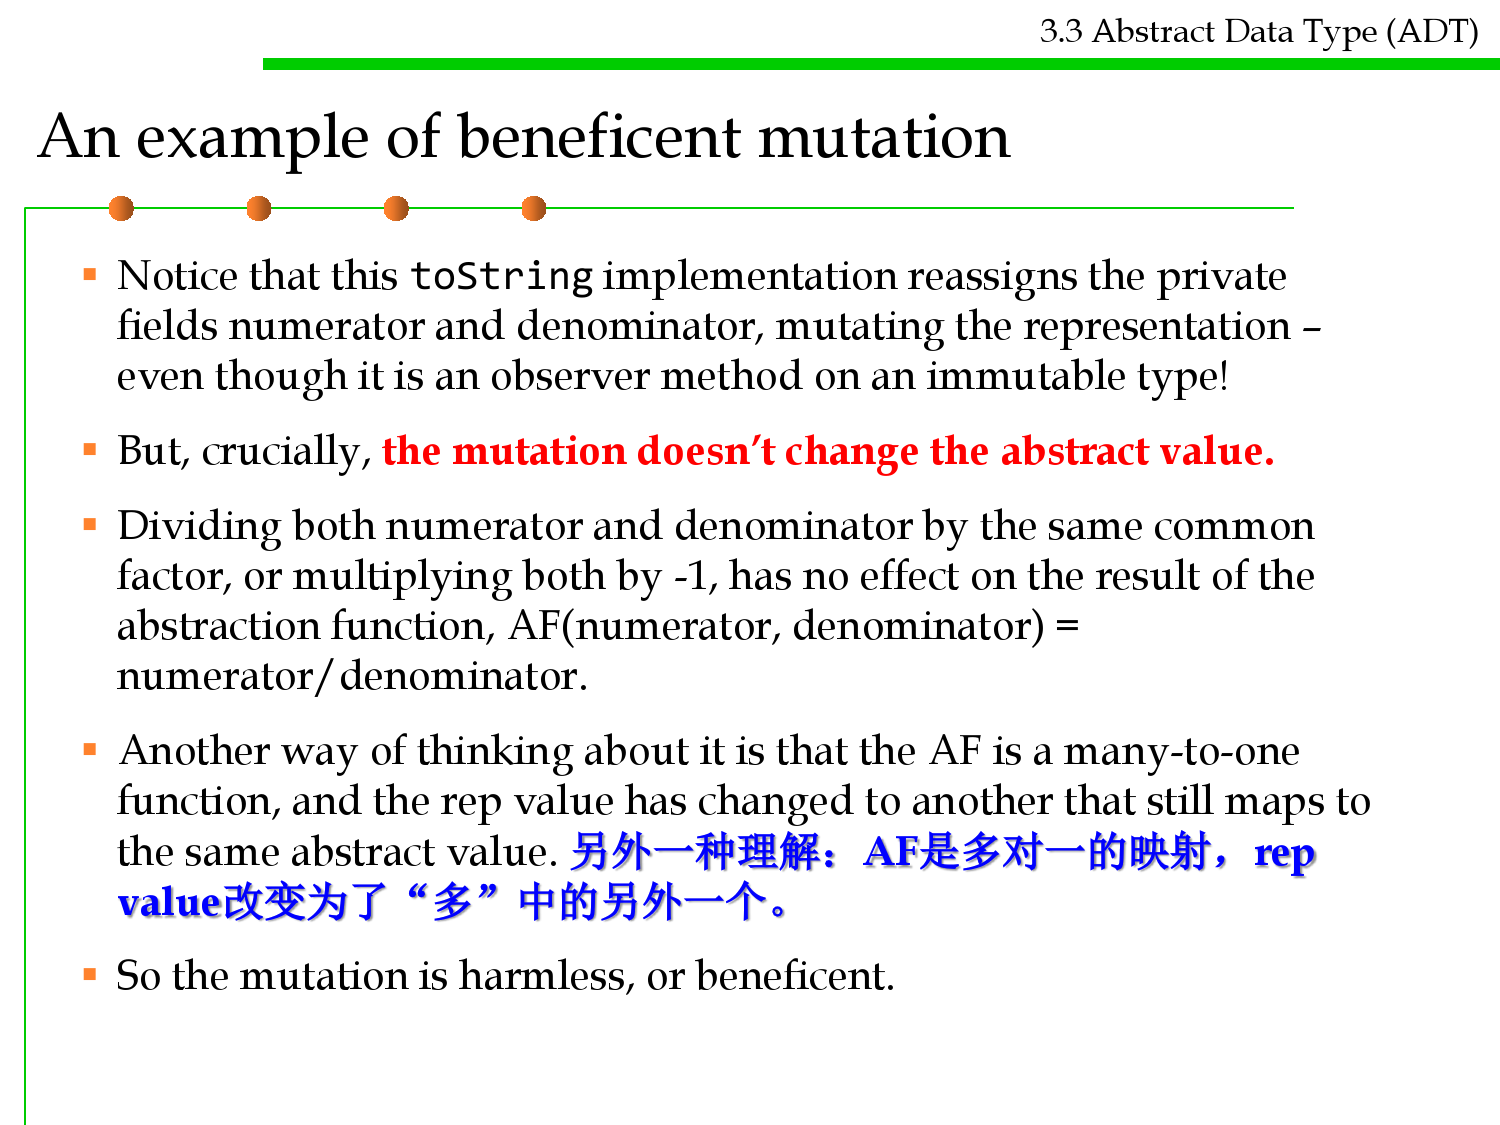 3.3 Abstract Data Type (ADT)
An example of beneficent mutation
Notice that this toString implementation reassigns the private
fields numerator and denominator, mutating the representation –
even though it is an observer method on an immutable type!
But, crucially, the mutation doesn’t change the abstract value.
Dividing both numerator and denominator by the same common
factor, or multiplying both by -1, has no effect on the result of the
abstraction function, AF(numerator, denominator) =
numerator/denominator.
Another way of thinking about it is that the AF is a many-to-one
function, and the rep value has changed to another that still maps to
the same abstract value. 另外一种理解：AF是多对一的映射，rep
value改变为了“多”中的另外一个。
So the mutation is harmless, or beneficent.